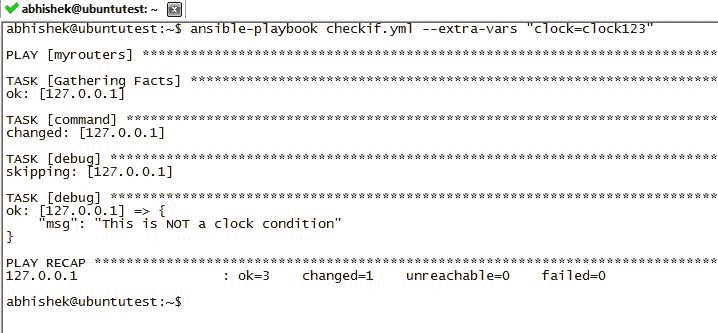 abhishek@ubuntutest: ~
abhishek@ubuntutest:~$ ansible-playbook checkif.yml --extra-vars "clock=clock123"
PLAY [myrouters] ************************************************************************
TASK [Gathering Facts] ******************************************************************
ok: [127.0.0.1]
TASK [command] **************************************************************************
changed: [127.0.0.1]
TASK [debug] ****************************************************************************
skipping: [127.0.0.1]
TASK [debug] ****************************************************************************
ok: [127.0.0.1] => {
    "msg": "This is NOT a clock condition"
}
PLAY RECAP ******************************************************************************
127.0.0.1                  : ok=3    changed=1    unreachable=0    failed=0
abhishek@ubuntutest:~$